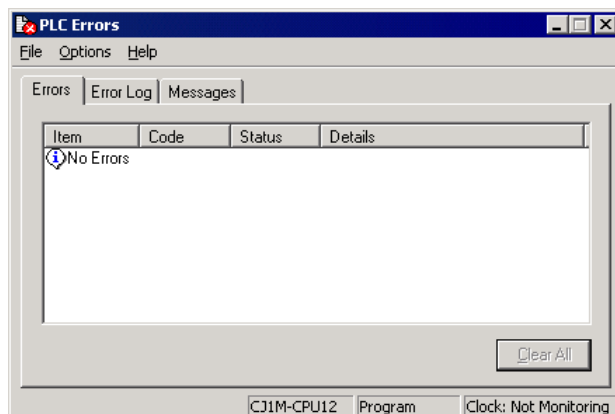 PLC Errors
File Options Help
Errors Error Log Messages
Item Code Status Details
No Errors
Clear All
CJ1M-CPU12 Program Clock: Not Monitoring